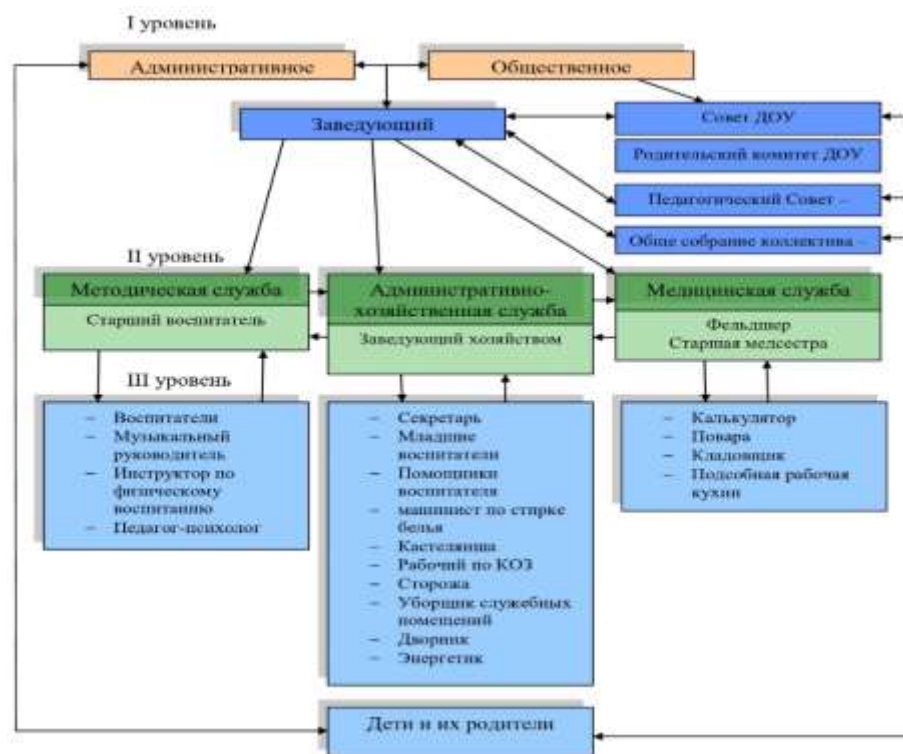 I уровень
Административное
Общественное
Заведующий
Совет ДОУ
Родительский комитет ДОУ
Педагогический Совет –
Обще собрание коллектива –
II уровень
Методическая служба
Старший воспитатель
Административно-
хозяйственная служба
Заведующий хозяйством
Медицинская служба
Фельдшер
Старшая медсестра
III уровень
– Воспитатели
– Музыкальный
руководитель
– Инструктор по
физическому
воспитанию
– Педагог-психолог
– Секретарь
– Младшие
воспитатели
– Помощники
воспитателя
– машинист по стирке
белья
– Кастелянша
– Рабочий по КОЗ
– Сторожа
– Уборщик служебных
помещений
– Дворник
– Энергетик
– Калькулятор
– Повара
– Кладовщик
– Подсобная рабочая
кухни
Дети и их родители